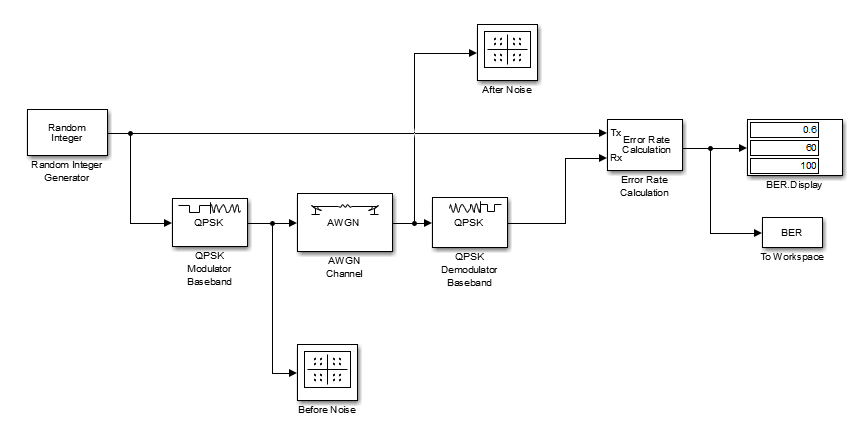 After Noise
Random
Integer
Random Integer
Generator
Tx
Rx
Error Rate
Calculation
Error Rate
Calculation
0.6
60
100
BER.Display
QPSK
QPSK
Modulator
Baseband
AWGN
AWGN
Channel
QPSK
QPSK
Demodulator
Baseband
BER
To Workspace
Before Noise